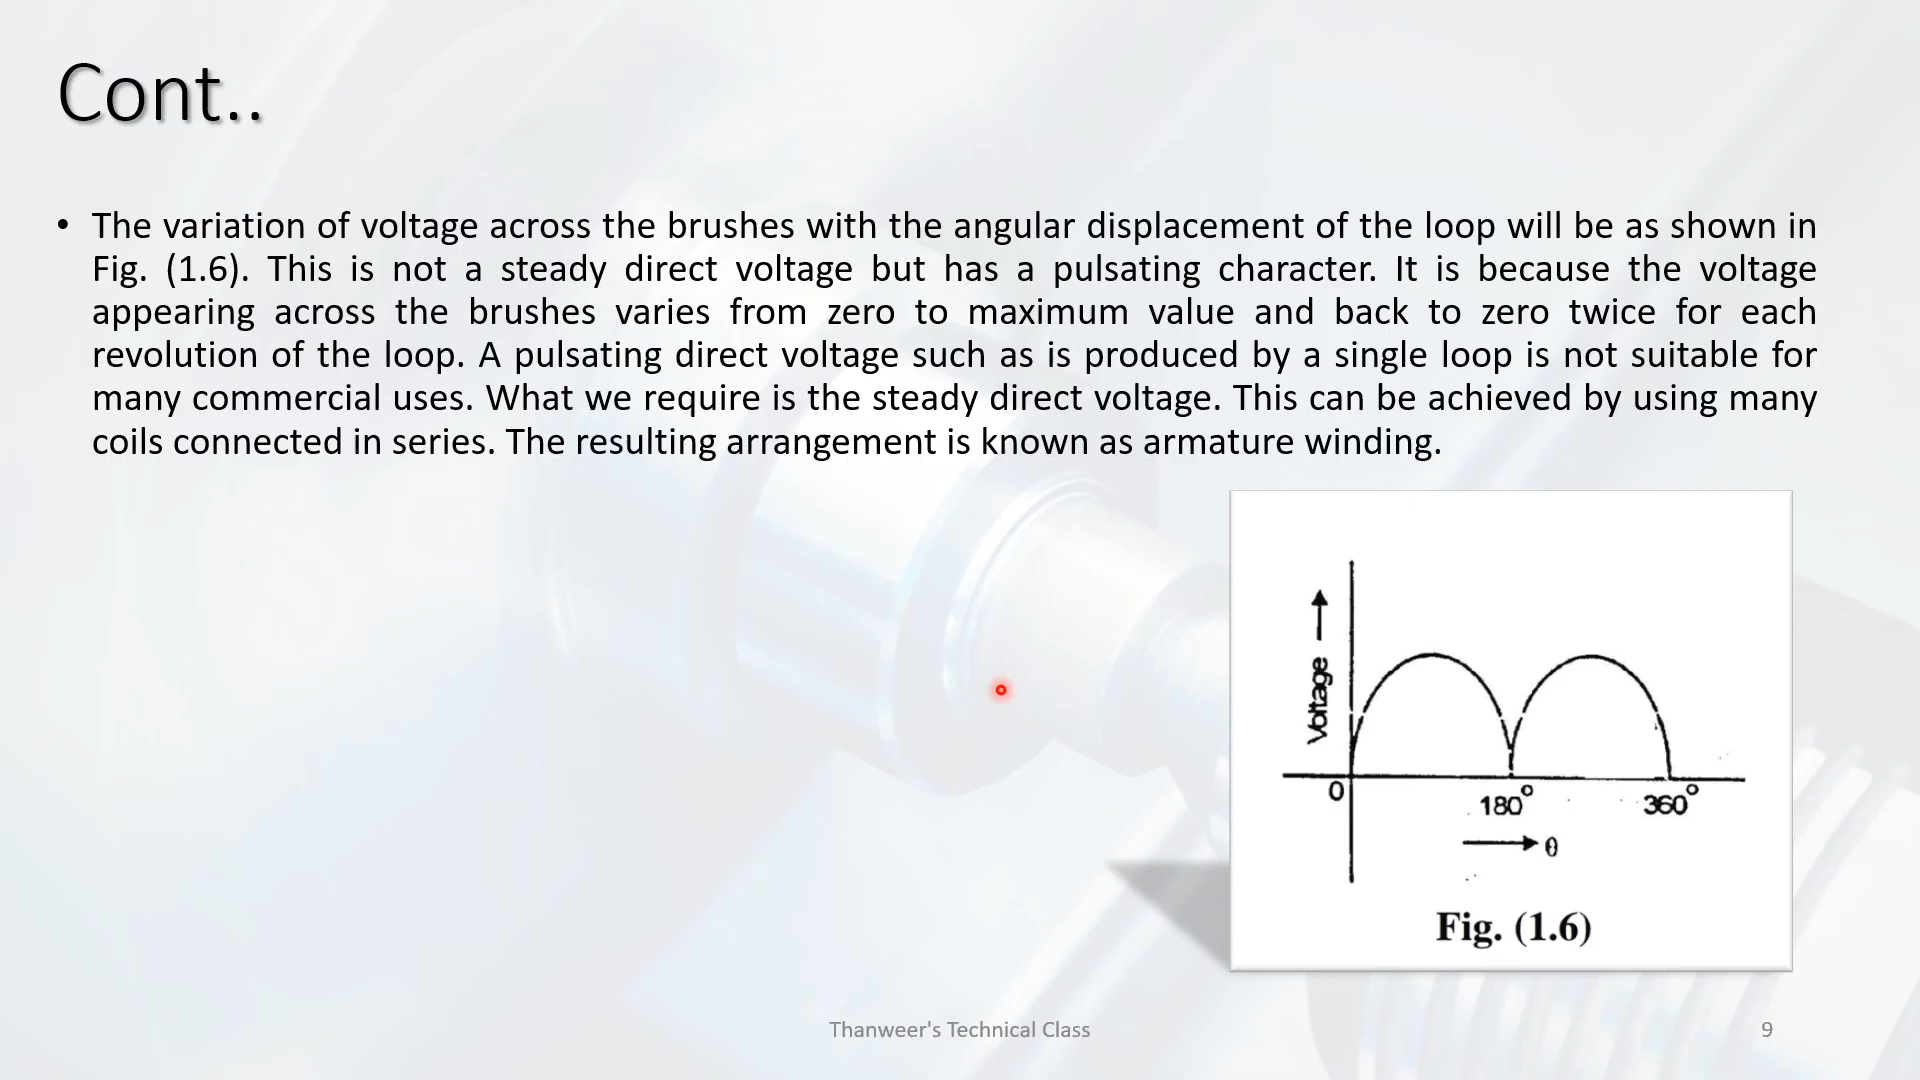 Cont..
• The variation of voltage across the brushes with the angular displacement of the loop will be as shown in
Fig. (1.6). This is not a steady direct voltage but has a pulsating character. It is because the voltage
appearing across the brushes varies from zero to maximum value and back to zero twice for each
revolution of the loop. A pulsating direct voltage such as is produced by a single loop is not suitable for
many commercial uses. What we require is the steady direct voltage. This can be achieved by using many
coils connected in series. The resulting arrangement is known as armature winding.
Voltage
0
180°
360°
θ
Fig. (1.6)
Thanweer's Technical Class
9